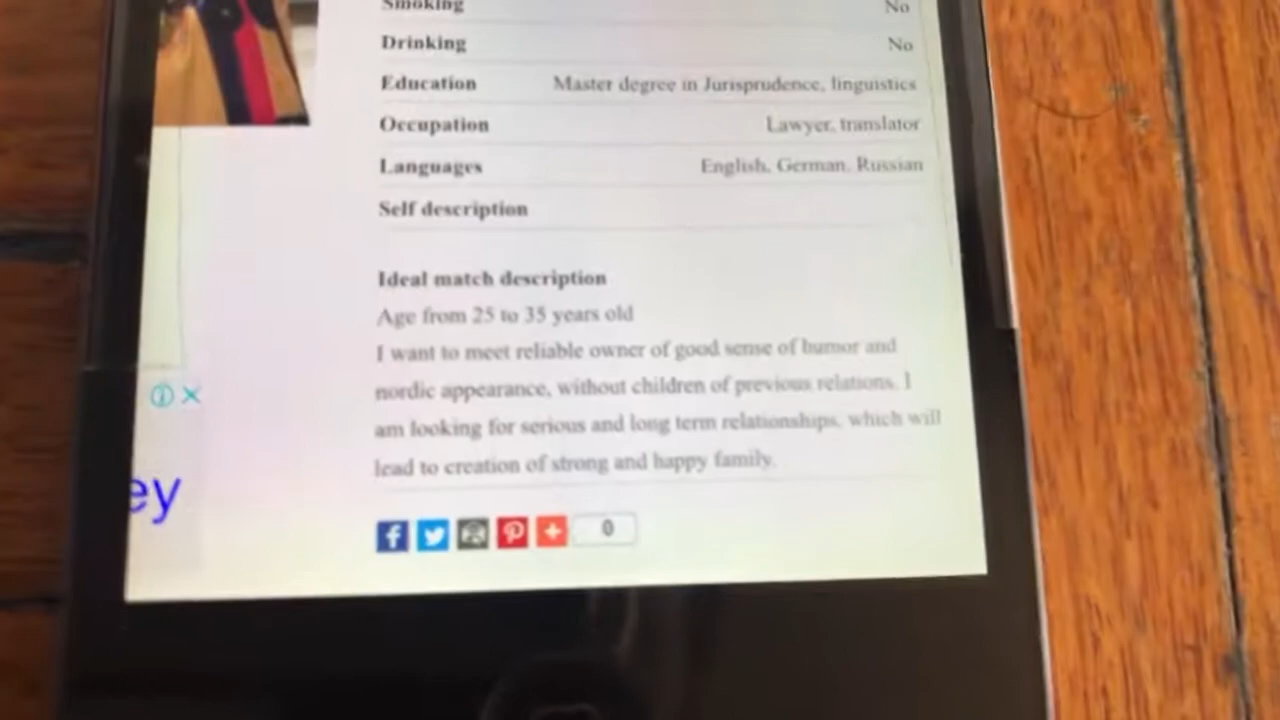 Smoking No
Drinking No
Education Master degree in Jurisprudence, linguistics
Occupation Lawyer, translator
Languages English, German, Russian
Self description
Ideal match description
Age from 25 to 35 years old
I want to meet reliable owner of good sense of humor and
nordic appearance, without children of previous relations. I
am looking for serious and long term relationships, which will
lead to creation of strong and happy family.
ey
0